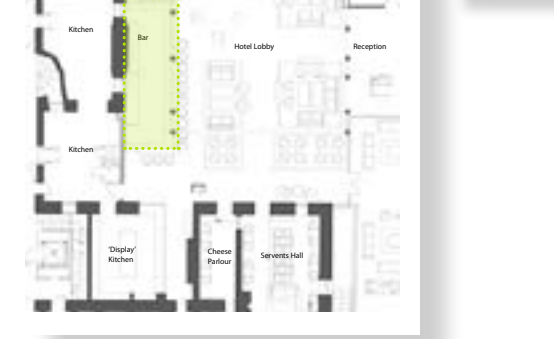 Kitchen
Bar
Hotel Lobby
Reception
Kitchen
'Display'
Kitchen
Cheese
Parlour
Servents Hall